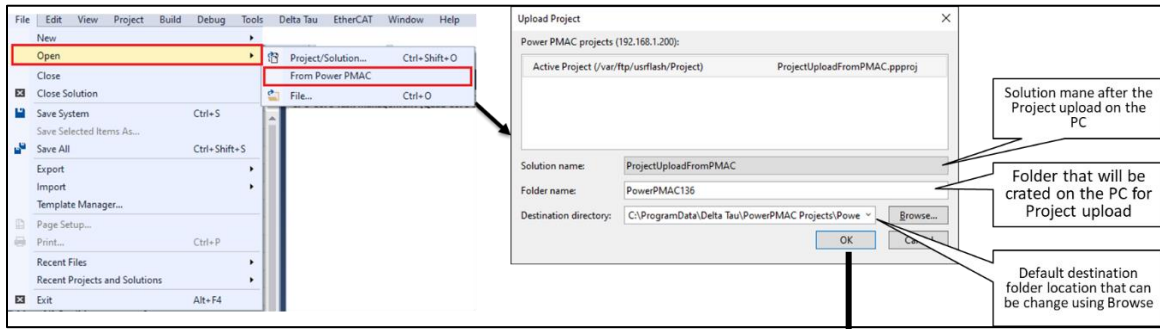 File Edit View Project Build Debug Tools Delta Tau EtherCAT Window Help
New
Open
Close
Close Solution
Save System Ctrl+S
Save Selected Items As...
Save All Ctrl+Shift+S
Export
Import
Template Manager...
Page Setup...
Print... Ctrl+P
Recent Files
Recent Projects and Solutions
Exit Alt+F4
Project/Solution... Ctrl+Shift+O
From Power PMAC
File... Ctrl+O
Upload Project
Power PMAC projects (192.168.1.200):
Active Project (/var/ftp/usrflash/Project) ProjectUploadFromPMAC.ppproj
Solution name: ProjectUploadFromPMAC
Folder name: PowerPMAC136
Destination directory: C:\ProgramData\Delta Tau\PowerPMAC Projects\Powe Browse...
OK
Solution mane after the
Project upload on the
PC
Folder that will be
crated on the PC for
Project upload
Default destination
folder location that can
be change using Browse